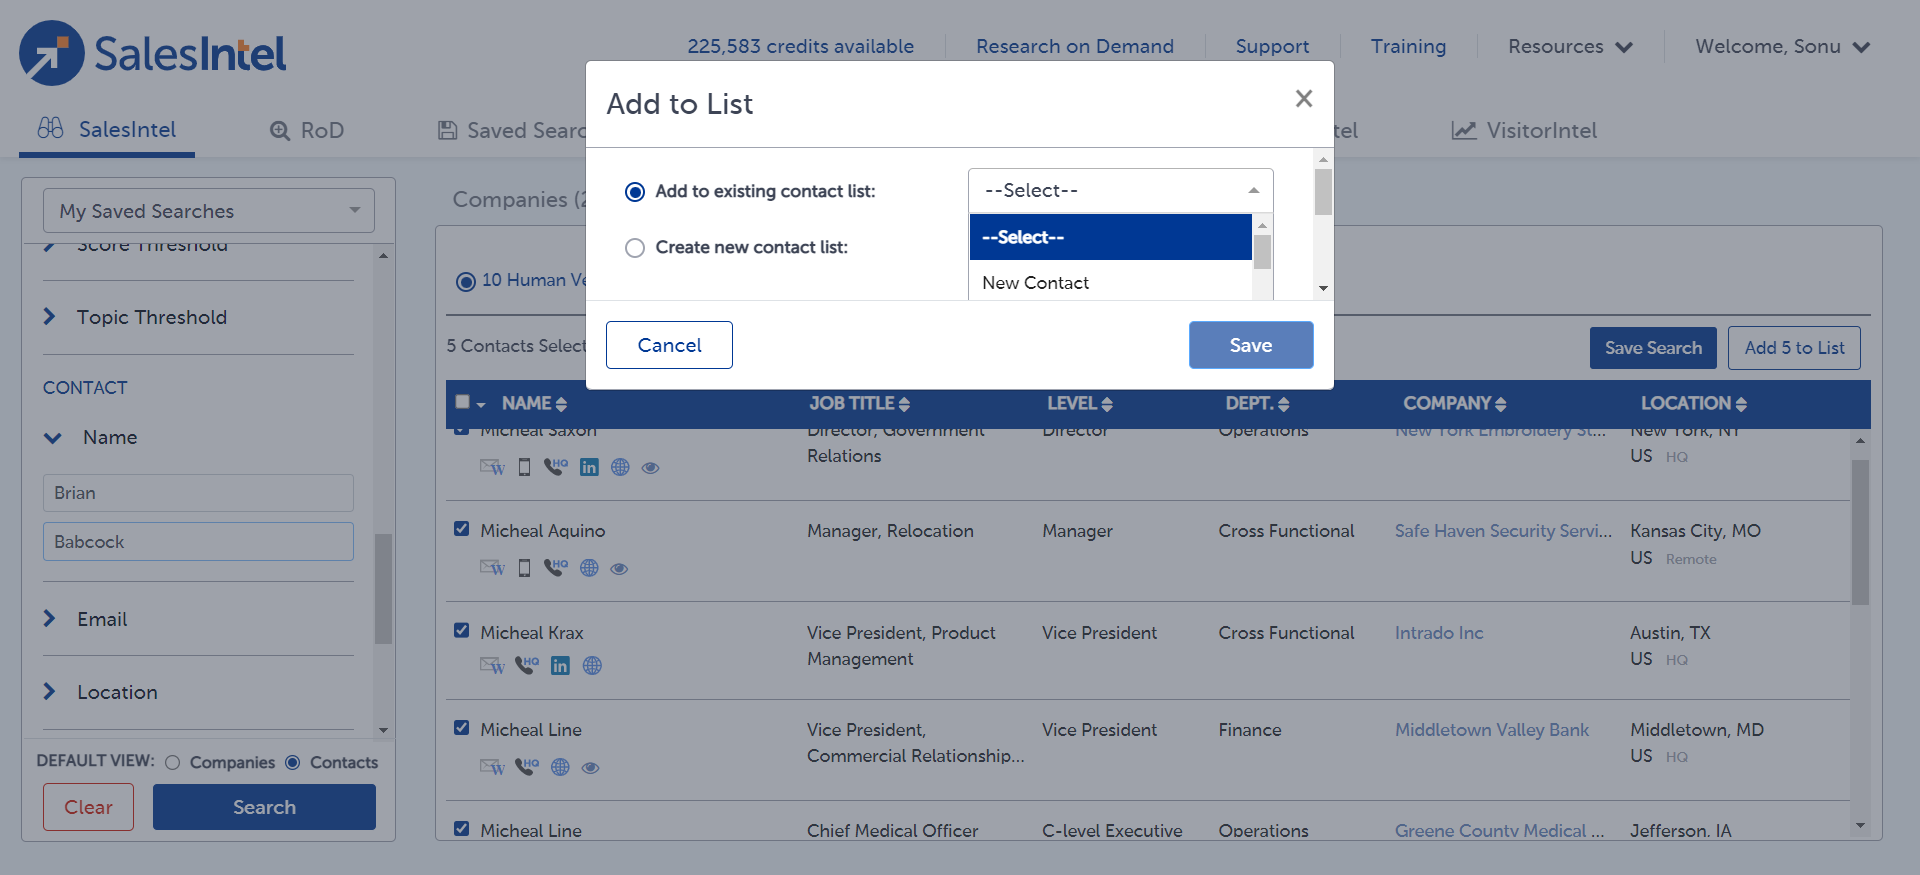 SalesIntel
225,583 credits available
Research on Demand
Support
Training
Resources
Welcome, Sonu
SalesIntel
RoD
Saved Searc
tel
VisitorIntel
Add to List
Add to existing contact list:
--Select--
--Select--
New Contact
Create new contact list:
Cancel
Save
My Saved Searches
Score Threshold
Topic Threshold
CONTACT
Name
Brian
Babcock
Email
Location
DEFAULT VIEW: Companies Contacts
Clear
Search
Companies (2
10 Human Ve
5 Contacts Select
Save Search
Add 5 to List
NAME JOB TITLE LEVEL DEPT. COMPANY LOCATION
Micheal Saxon Director, Government Director Operations New York Embroidery St... New York, NY
Relations US HQ
W HQ in
Micheal Aquino Manager, Relocation Manager Cross Functional Safe Haven Security Servi... Kansas City, MO
US Remote
W HQ
Micheal Krax Vice President, Product Vice President Cross Functional Intrado Inc Austin, TX
Management US HQ
W HQ in
Micheal Line Vice President, Vice President Finance Middletown Valley Bank Middletown, MD
Commercial Relationship... US HQ
W HQ
Micheal Line Chief Medical Officer C-level Executive Operations Greene County Medical ... Jefferson, IA